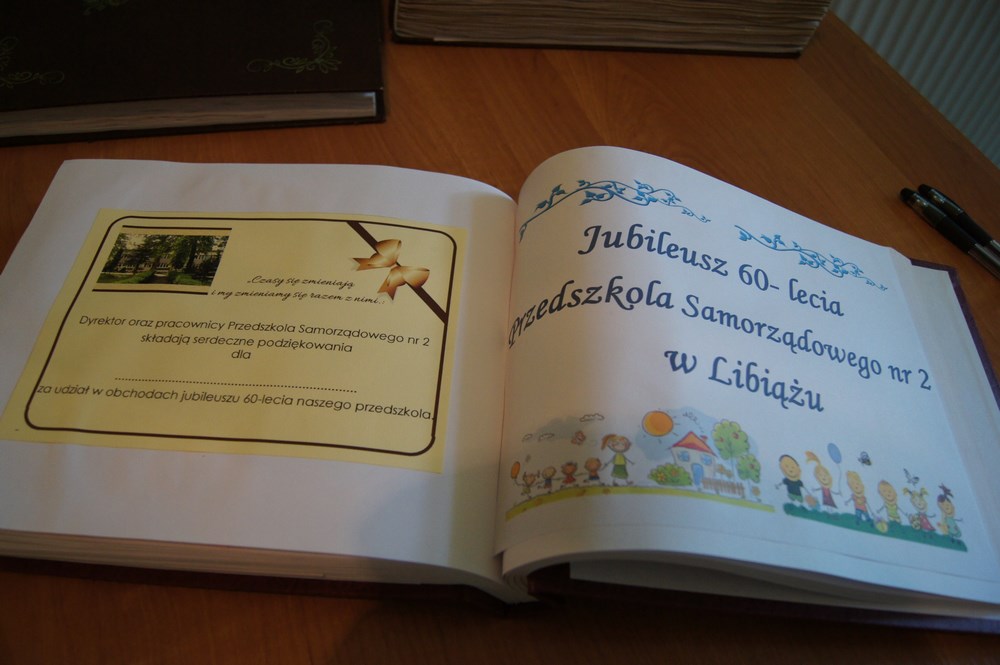 „Czasy się zmieniają
i my zmieniamy się razem z nimi...
Dyrektor oraz pracownicy Przedszkola Samorządowego nr 2
składają serdeczne podziękowania
dla
............................................................
za udział w obchodach jubileuszu 60-lecia naszego przedszkola.
Jubileusz 60- lecia
Przedszkola Samorządowego nr 2
w Libiążu